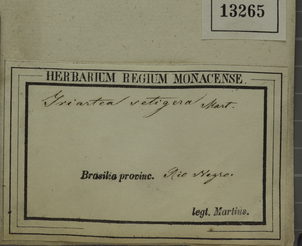 13265
HERBARIUM REGIUM MONACENSE.
Iriartea setigera Mart.
Brasilia provinc. Rio Negro.
legt. Martius.